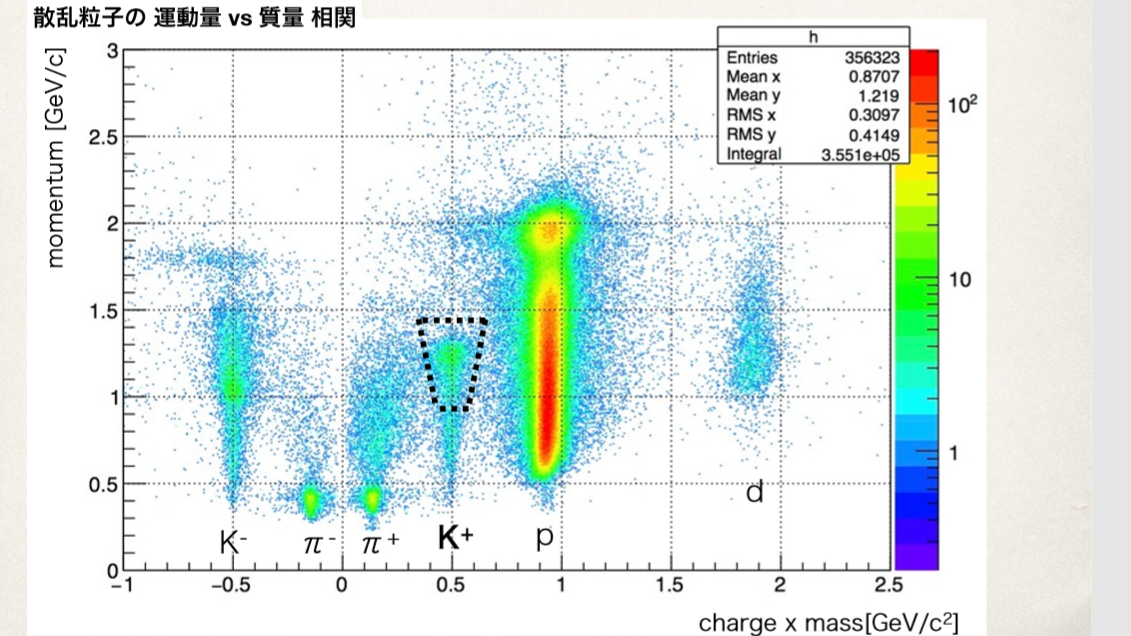 散乱粒子の 運動量 vs 質量 相関
h
Entries 356323
Mean x 0.8707
Mean y 1.219
RMS x 0.3097
RMS y 0.4149
Integral 3.551e+05
momentum [GeV/c]
3
2.5
2
1.5
1
0.5
0
10²
10
1
K⁻ π⁻ π⁺ K⁺ p d
−1 −0.5 0 0.5 1 1.5 2 2.5
charge x mass[GeV/c²]